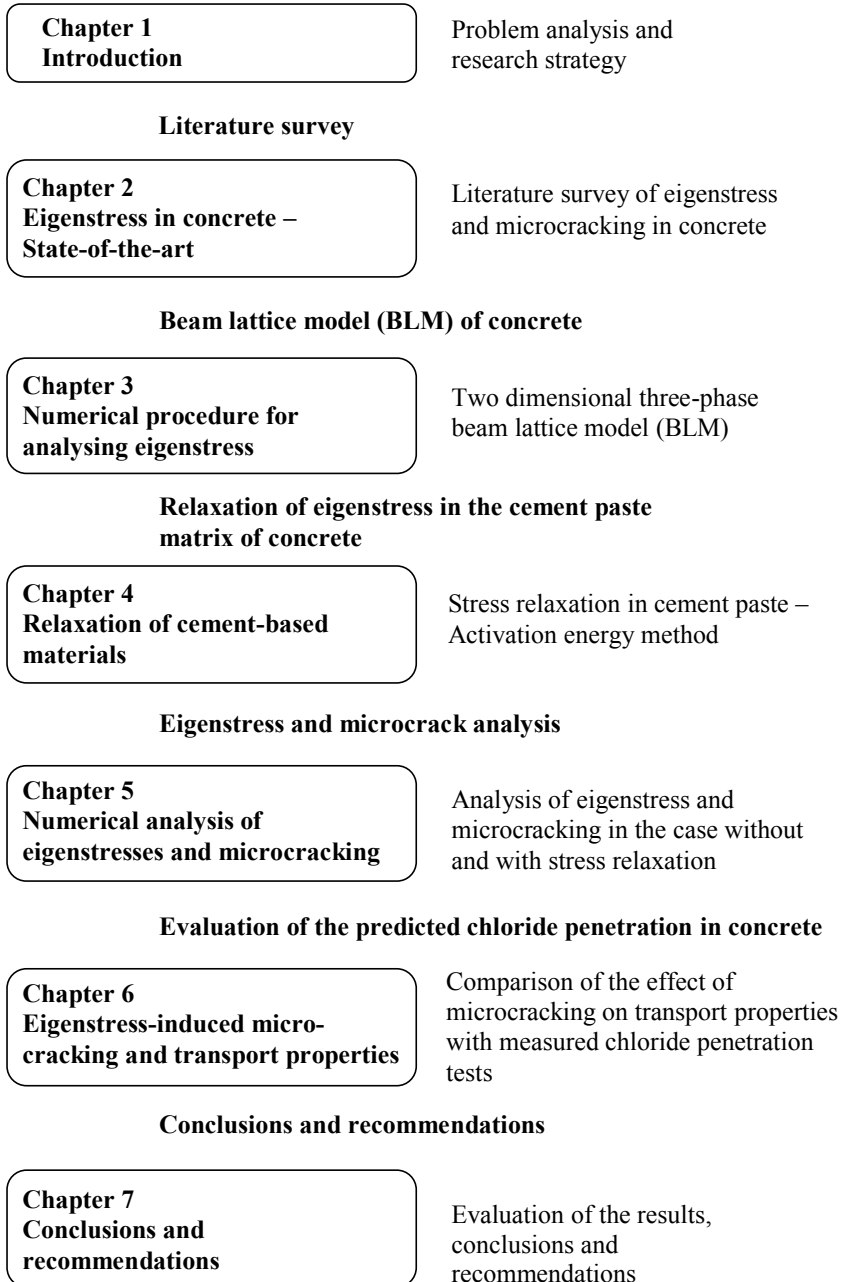 Chapter 1
Introduction
Problem analysis and
research strategy
Literature survey
Chapter 2
Eigenstress in concrete –
State-of-the-art
Literature survey of eigenstress
and microcracking in concrete
Beam lattice model (BLM) of concrete
Chapter 3
Numerical procedure for
analysing eigenstress
Two dimensional three-phase
beam lattice model (BLM)
Relaxation of eigenstress in the cement paste
matrix of concrete
Chapter 4
Relaxation of cement-based
materials
Stress relaxation in cement paste –
Activation energy method
Eigenstress and microcrack analysis
Chapter 5
Numerical analysis of
eigenstresses and microcracking
Analysis of eigenstress and
microcracking in the case without
and with stress relaxation
Evaluation of the predicted chloride penetration in concrete
Chapter 6
Eigenstress-induced micro-
cracking and transport properties
Comparison of the effect of
microcracking on transport properties
with measured chloride penetration
tests
Conclusions and recommendations
Chapter 7
Conclusions and
recommendations
Evaluation of the results,
conclusions and
recommendations